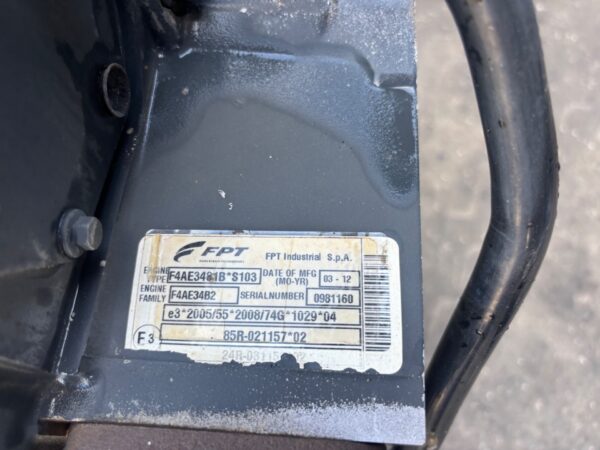 FPT
FPT Industrial S.p.A.
ENGINE TYPE F4AE3481B*S103 DATE OF MFG (MO-YR) 03 - 12
ENGINE FAMILY F4AE34B2 SERIALNUMBER 0981160
e3*2005/55*2008/74G*1029*04
E3 85R-021157*02